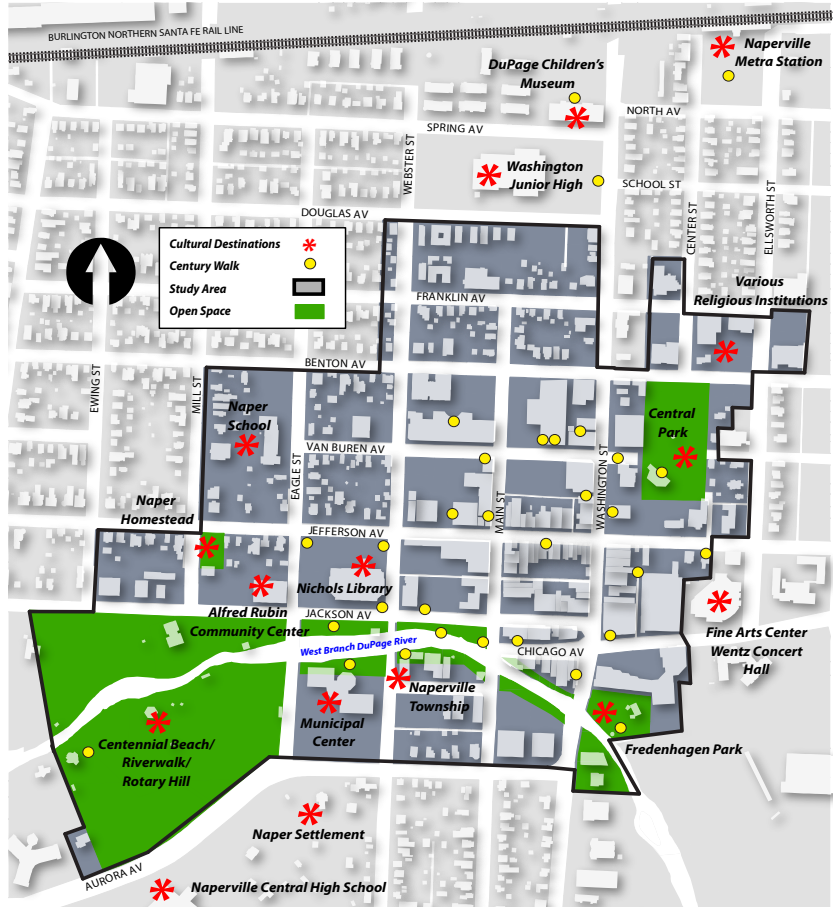 BURLINGTON NORTHERN SANTA FE RAIL LINE
Naperville
Metra Station
DuPage Children's
Museum
NORTH AV
SPRING AV
WEBSTER ST
Washington
Junior High
SCHOOL ST
CENTER ST
ELLSWORTH ST
DOUGLAS AV
Cultural Destinations
Century Walk
Study Area
Open Space
Various
Religious Institutions
FRANKLIN AV
BENTON AV
EWING ST
MILL ST
Naper
School
Central
Park
VAN BUREN AV
EAGLE ST
MAIN ST
WASHINGTON ST
Naper
Homestead
JEFFERSON AV
Nichols Library
Alfred Rubin
Community Center
JACKSON AV
West Branch DuPage River
CHICAGO AV
Fine Arts Center
Wentz Concert
Hall
Naperville
Township
Municipal
Center
Centennial Beach/
Riverwalk/
Rotary Hill
Fredenhagen Park
Naper Settlement
AURORA AV
Naperville Central High School